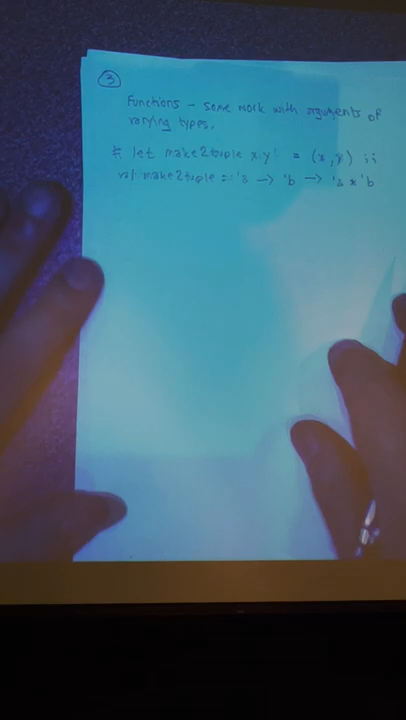 3
Functions - some work with arguments of
varying types.
# let make2tuple x y = (x, y) ;;
val make2tuple : 'a -> 'b -> 'a * 'b